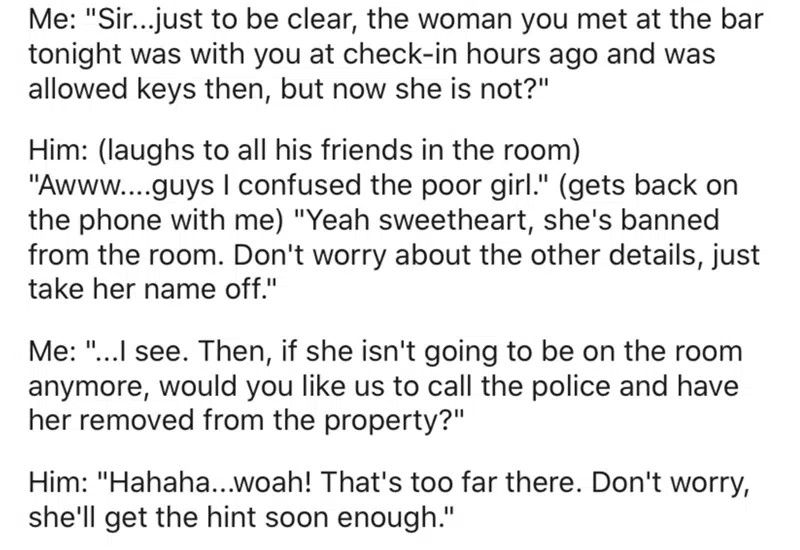 Me: "Sir...just to be clear, the woman you met at the bar
tonight was with you at check-in hours ago and was
allowed keys then, but now she is not?"
Him: (laughs to all his friends in the room)
"Awww....guys I confused the poor girl." (gets back on
the phone with me) "Yeah sweetheart, she's banned
from the room. Don't worry about the other details, just
take her name off."
Me: "...I see. Then, if she isn't going to be on the room
anymore, would you like us to call the police and have
her removed from the property?"
Him: "Hahaha...woah! That's too far there. Don't worry,
she'll get the hint soon enough."